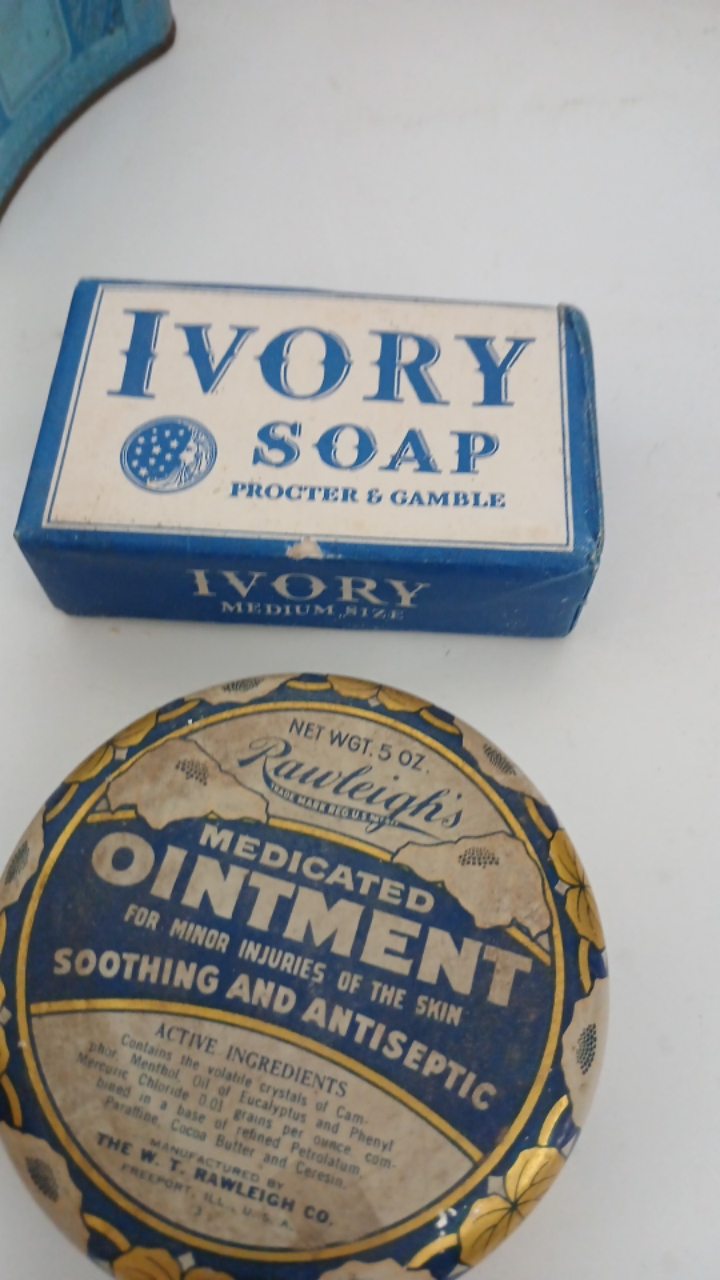 IVORY
SOAP
PROCTER & GAMBLE
IVORY
MEDIUM SIZE
NET WGT. 5 OZ.
Rawleigh's
TRADE MARK REG. U.S.
MEDICATED
OINTMENT
FOR MINOR INJURIES OF THE SKIN
SOOTHING AND ANTISEPTIC
ACTIVE INGREDIENTS
Contains the volatile crystals of Cam-
phor, Menthol, Oil of Eucalyptus and Phenyl
Mercuric Chloride 0.01 grains per ounce, com-
bined in a base of refined Petrolatum
Paraffine, Cocoa Butter and Ceresin.
MANUFACTURED BY
THE W. T. RAWLEIGH CO.
FREEPORT, ILL., U. S. A.